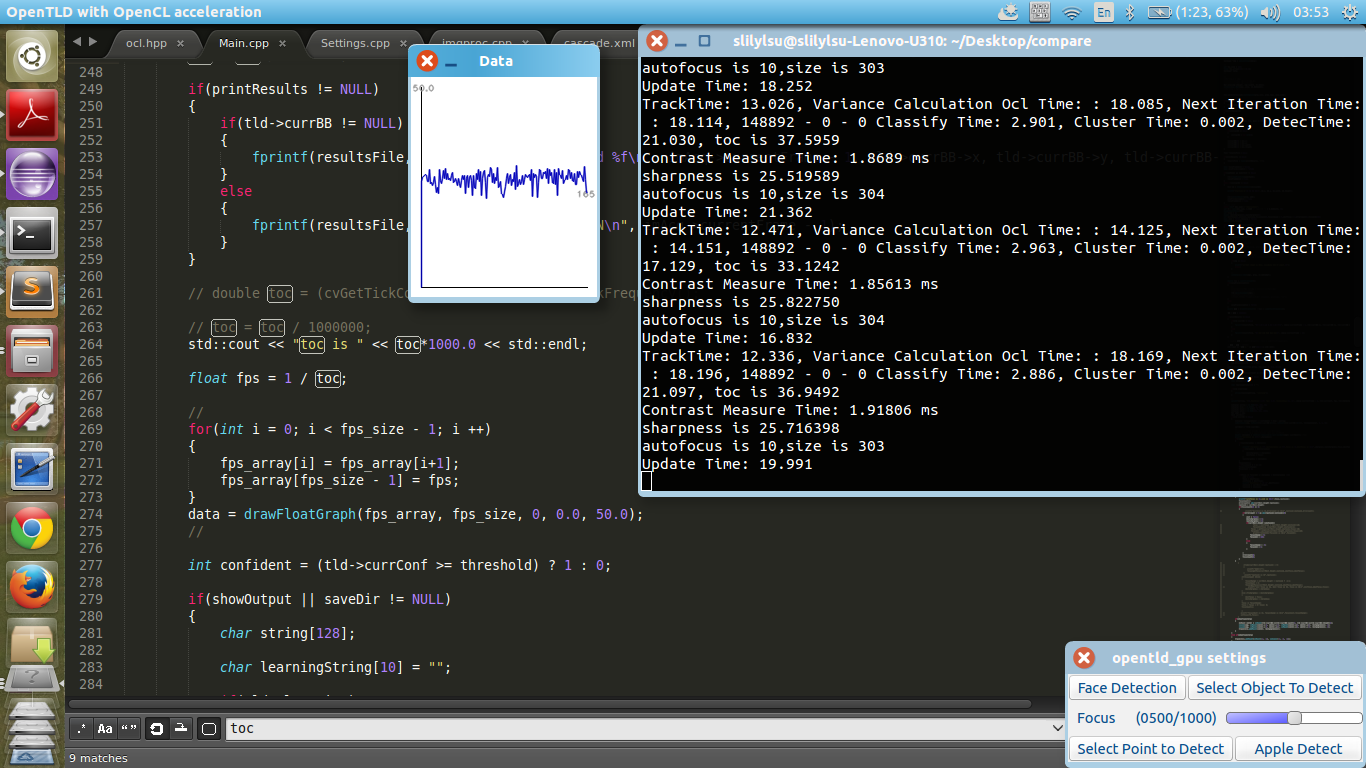 OpenTLD with OpenCL acceleration
En
(1:23, 63%)
03:53
ocl.hpp ×
Main.cpp ×
Settings.cpp ×
imgproc.cpp
cascade.xml
248
249 if(printResults != NULL)
250 {
251 if(tld->currBB != NULL)
252 {
253 fprintf(resultsFile,
254 }
255 else
256 {
257 fprintf(resultsFile,
258 }
259 }
260
261 // double toc = (cvGetTickCo
262
263 // toc = toc / 1000000;
264 std::cout << "toc is " << toc*1000.0 << std::endl;
265
266 float fps = 1 / toc;
267
268 //
269 for(int i = 0; i < fps_size - 1; i ++)
270 {
271 fps_array[i] = fps_array[i+1];
272 fps_array[fps_size - 1] = fps;
273 }
274 data = drawFloatGraph(fps_array, fps_size, 0, 0.0, 50.0);
275 //
276
277 int confident = (tld->currConf >= threshold) ? 1 : 0;
278
279 if(showOutput || saveDir != NULL)
280 {
281 char string[128];
282
283 char learningString[10] = "";
284
.*
Aa
“ ”
toc
9 matches
Data
50.0
165
slilylsu@slilylsu-Lenovo-U310: ~/Desktop/compare
autofocus is 10,size is 303
Update Time: 18.252
TrackTime: 13.026, Variance Calculation Ocl Time: : 18.085, Next Iteration Time:
: 18.114, 148892 - 0 - 0 Classify Time: 2.901, Cluster Time: 0.002, DetecTime:
21.030, toc is 37.5959
Contrast Measure Time: 1.8689 ms
sharpness is 25.519589
autofocus is 10,size is 304
Update Time: 21.362
TrackTime: 12.471, Variance Calculation Ocl Time: : 14.125, Next Iteration Time:
: 14.151, 148892 - 0 - 0 Classify Time: 2.963, Cluster Time: 0.002, DetecTime:
17.129, toc is 33.1242
Contrast Measure Time: 1.85613 ms
sharpness is 25.822750
autofocus is 10,size is 304
Update Time: 16.832
TrackTime: 12.336, Variance Calculation Ocl Time: : 18.169, Next Iteration Time:
: 18.196, 148892 - 0 - 0 Classify Time: 2.886, Cluster Time: 0.002, DetecTime:
21.097, toc is 36.9492
Contrast Measure Time: 1.91806 ms
sharpness is 25.716398
autofocus is 10,size is 303
Update Time: 19.991
opentld_gpu settings
Face Detection
Select Object To Detect
Focus (0500/1000)
Select Point to Detect
Apple Detect